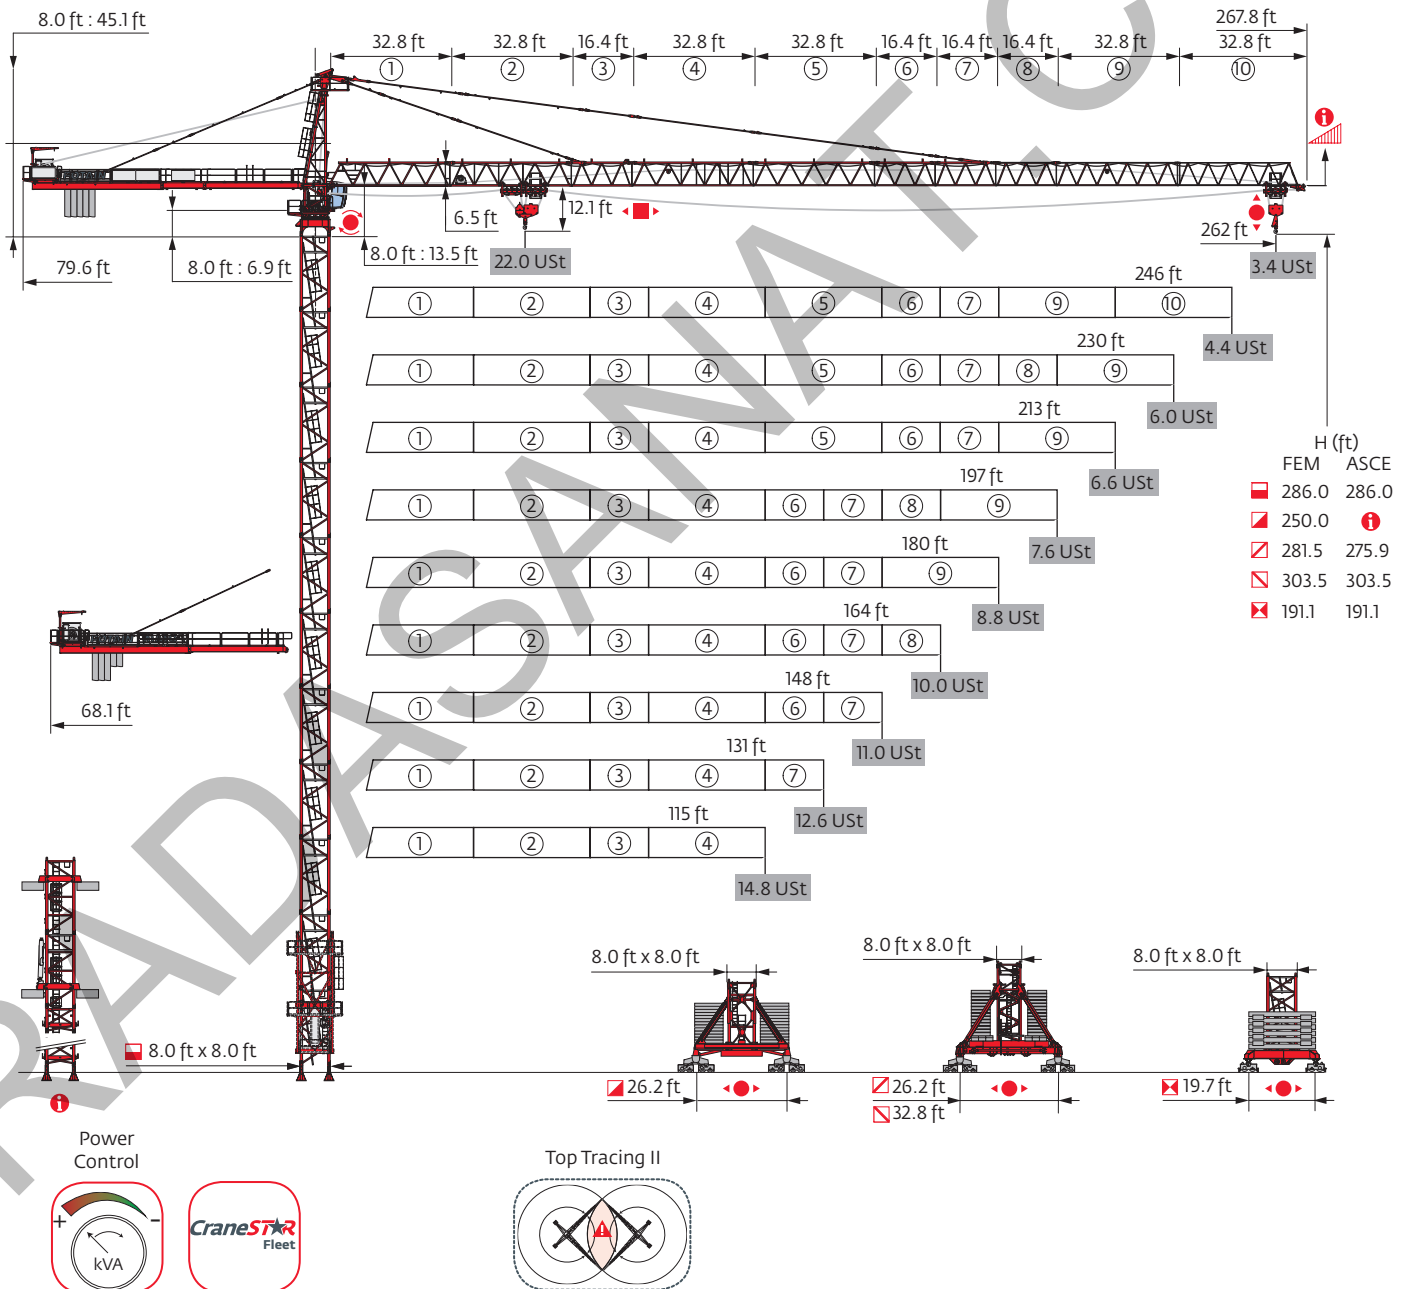 8.0 ft : 45.1 ft
267.8 ft
32.8 ft 32.8 ft 16.4 ft 32.8 ft 32.8 ft 16.4 ft 16.4 ft 16.4 ft 32.8 ft 32.8 ft
1 2 3 4 5 6 7 8 9 10
i
6.5 ft
12.1 ft
262 ft
79.6 ft
8.0 ft : 6.9 ft
8.0 ft : 13.5 ft
22.0 USt
3.4 USt
246 ft
1 2 3 4 5 6 7 9 10
4.4 USt
230 ft
1 2 3 4 5 6 7 8 9
6.0 USt
213 ft
1 2 3 4 5 6 7 9
6.6 USt
197 ft
1 2 3 4 6 7 8 9
7.6 USt
180 ft
1 2 3 4 6 7 9
8.8 USt
164 ft
1 2 3 4 6 7 8
10.0 USt
148 ft
1 2 3 4 6 7
11.0 USt
131 ft
1 2 3 4 7
12.6 USt
115 ft
1 2 3 4
14.8 USt
H (ft)
FEM ASCE
286.0 286.0
250.0 i
281.5 275.9
303.5 303.5
191.1 191.1
68.1 ft
8.0 ft x 8.0 ft
i
8.0 ft x 8.0 ft
26.2 ft
8.0 ft x 8.0 ft
26.2 ft
32.8 ft
8.0 ft x 8.0 ft
19.7 ft
Power
Control
+ -
kVA
CraneSTAR
Fleet
Top Tracing II
RADASANAT.C